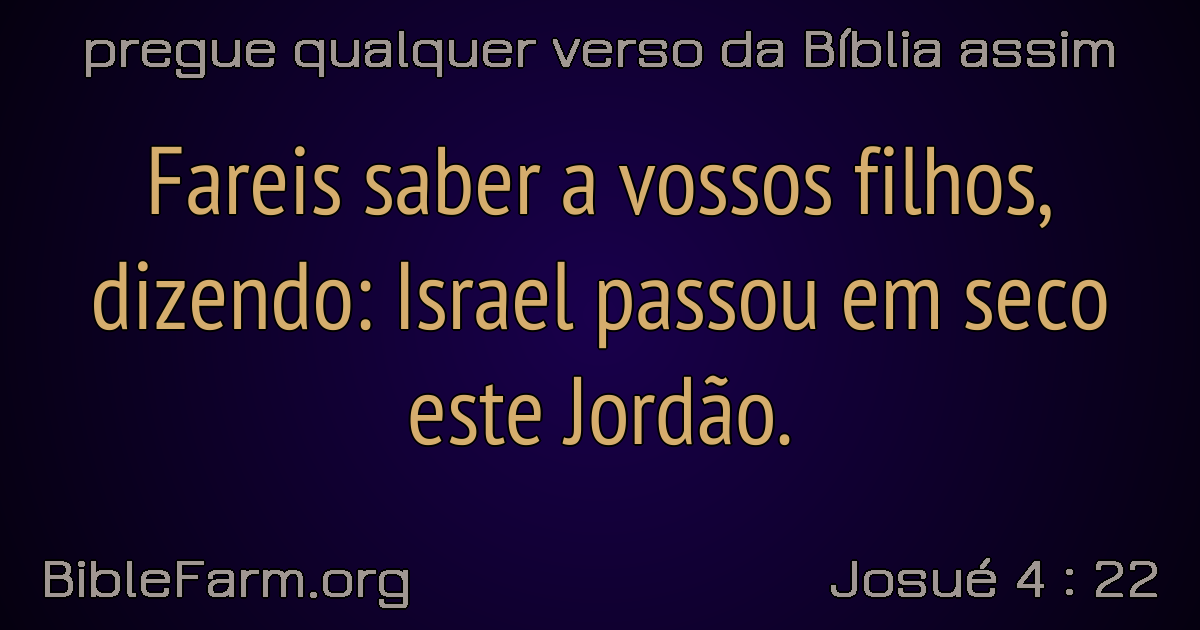 pregue qualquer verso da Bíblia assim
Fareis saber a vossos filhos,
dizendo: Israel passou em seco
este Jordão.
BibleFarm.org
Josué 4 : 22